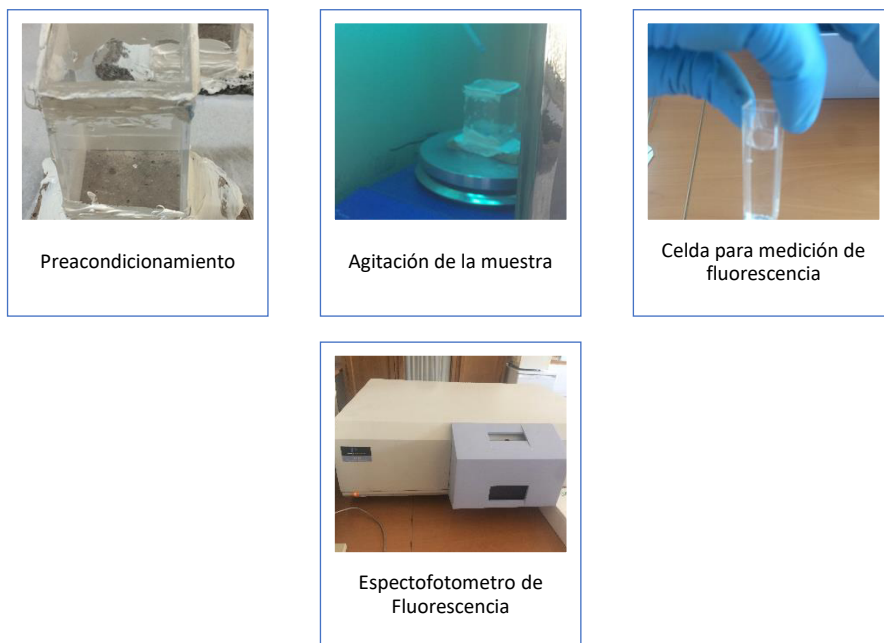 Preacondicionamiento
Agitación de la muestra
Celda para medición de
fluorescencia
Espectofotometro de
Fluorescencia